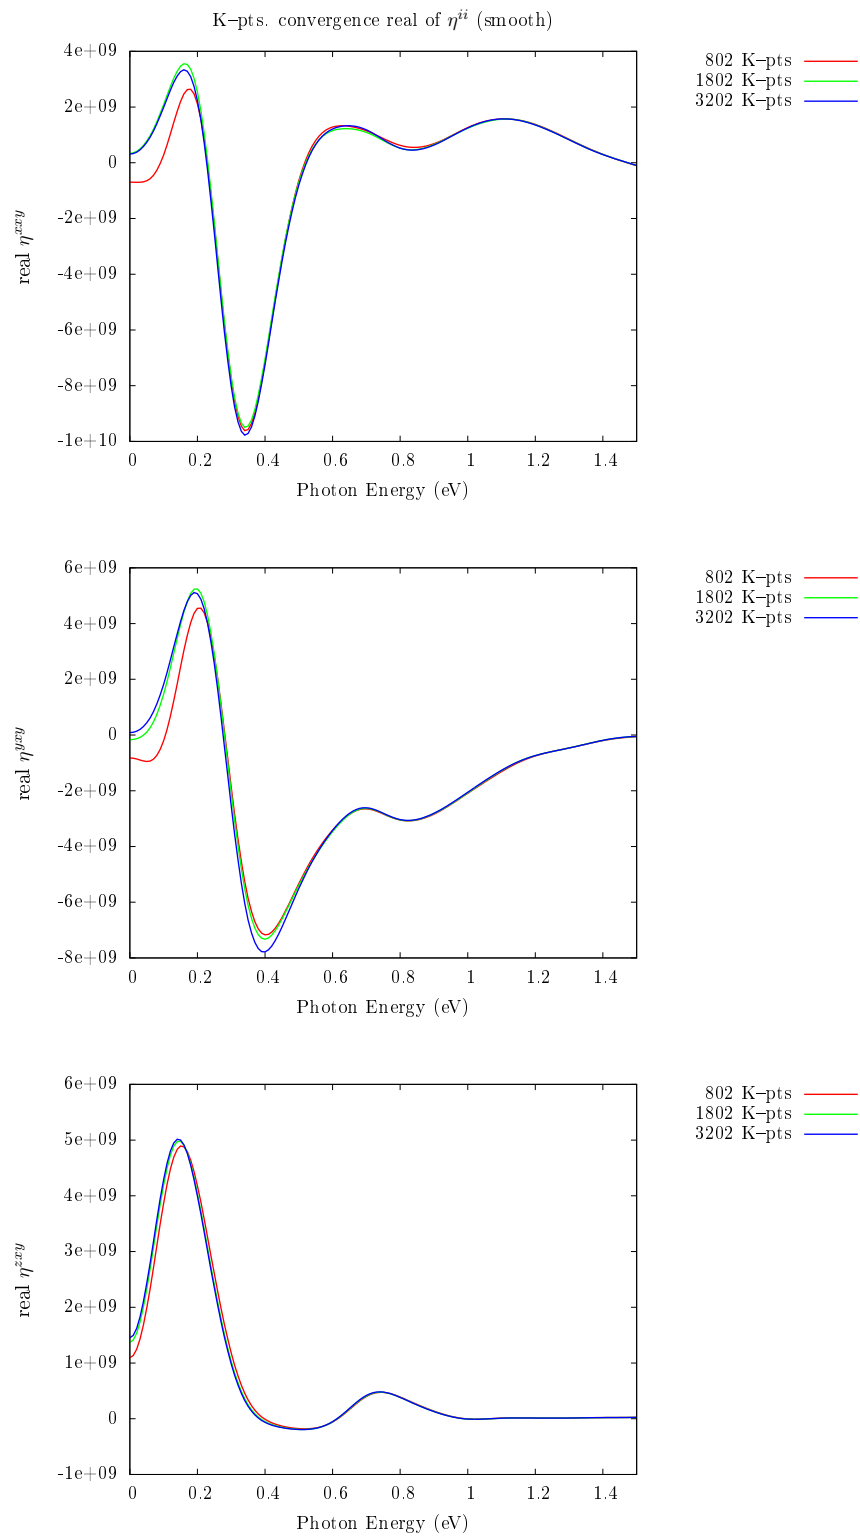 K–pts. convergence real of η^{ii} (smooth)
4e+09
2e+09
0
-2e+09
-4e+09
-6e+09
-8e+09
-1e+10
real η^{xxy}
0 0.2 0.4 0.6 0.8 1 1.2 1.4
Photon Energy (eV)
802 K–pts
1802 K–pts
3202 K–pts
6e+09
4e+09
2e+09
0
-2e+09
-4e+09
-6e+09
-8e+09
real η^{yxy}
0 0.2 0.4 0.6 0.8 1 1.2 1.4
Photon Energy (eV)
802 K–pts
1802 K–pts
3202 K–pts
6e+09
5e+09
4e+09
3e+09
2e+09
1e+09
0
-1e+09
real η^{zxy}
0 0.2 0.4 0.6 0.8 1 1.2 1.4
Photon Energy (eV)
802 K–pts
1802 K–pts
3202 K–pts